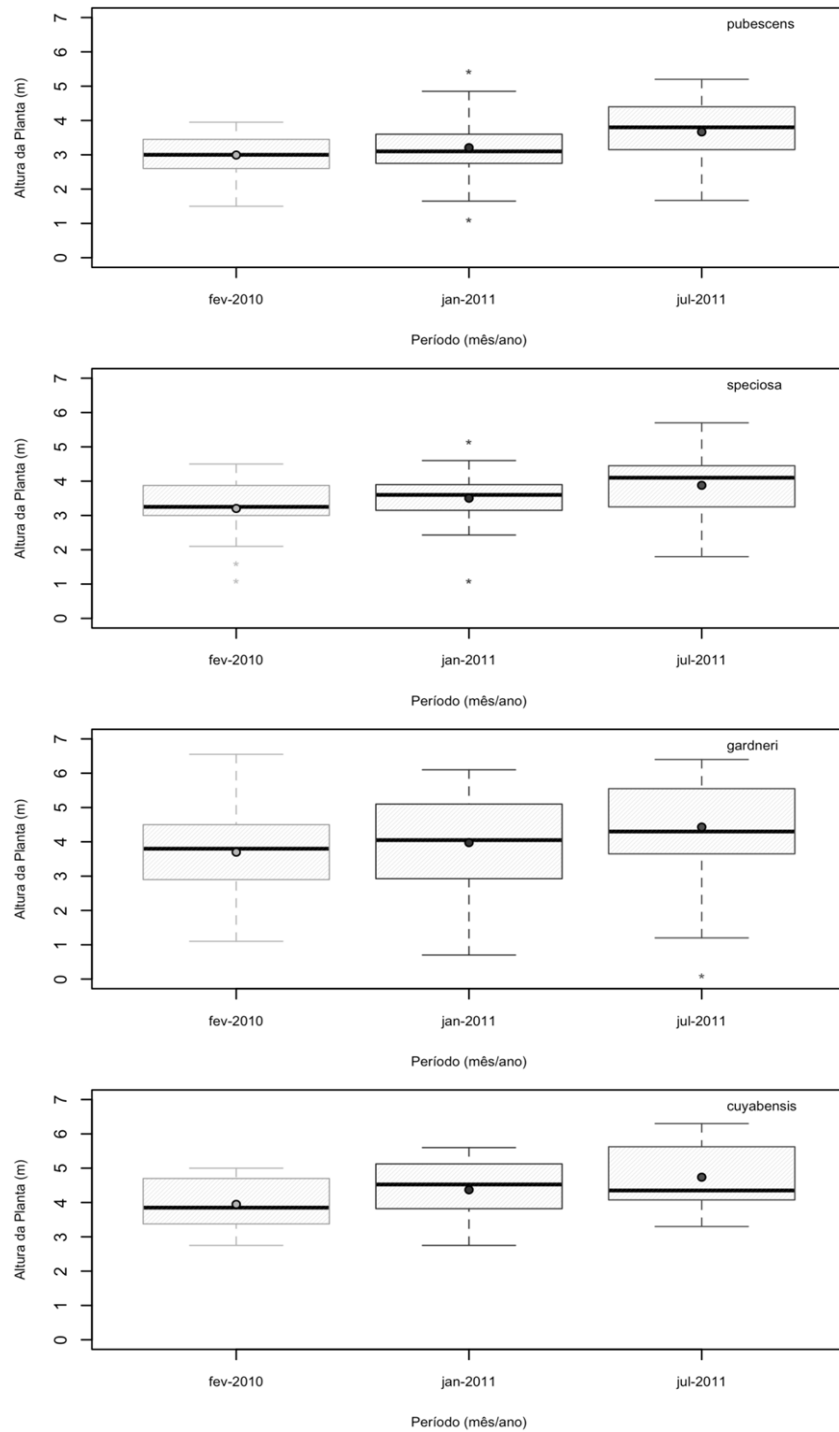 pubescens
7
6
5
4
3
2
1
0
Altura da Planta (m)
fev-2010 jan-2011 jul-2011
Período (mês/ano)
speciosa
7
6
5
4
3
2
1
0
Altura da Planta (m)
fev-2010 jan-2011 jul-2011
Período (mês/ano)
gardneri
7
6
5
4
3
2
1
0
Altura da Planta (m)
fev-2010 jan-2011 jul-2011
Período (mês/ano)
cuyabensis
7
6
5
4
3
2
1
0
Altura da Planta (m)
fev-2010 jan-2011 jul-2011
Período (mês/ano)